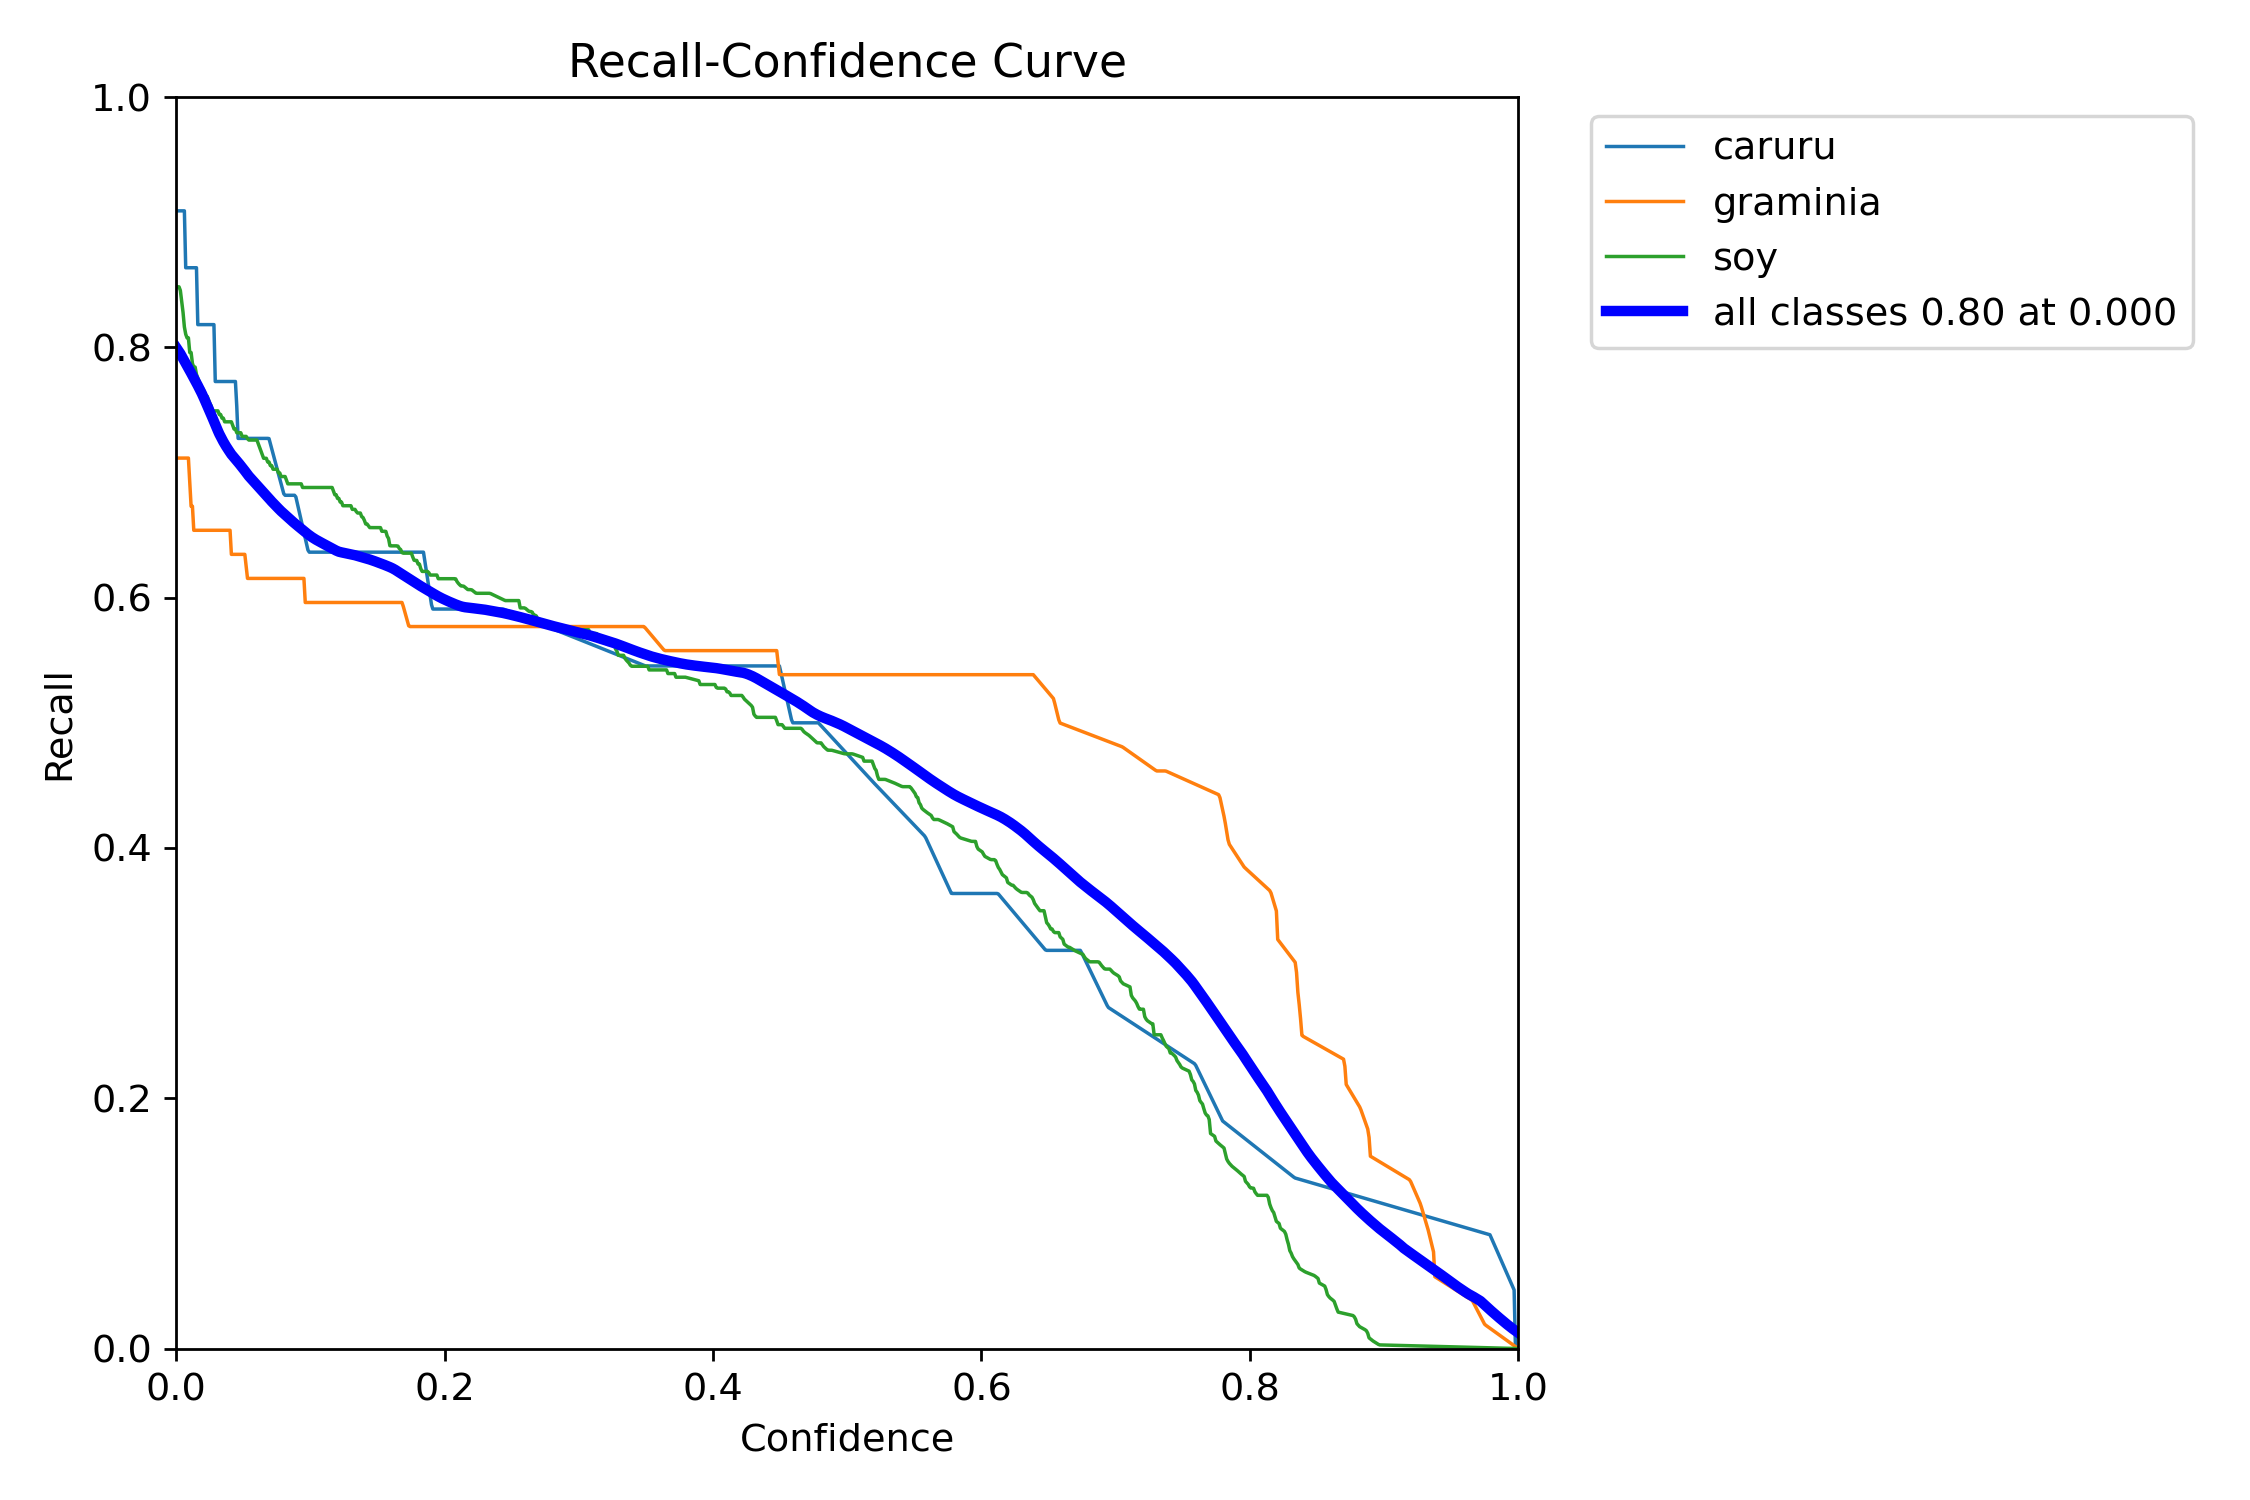 Recall-Confidence Curve
1.0
0.8
0.6
0.4
0.2
0.0
Recall
0.0 0.2 0.4 0.6 0.8 1.0
Confidence
caruru
graminia
soy
all classes 0.80 at 0.000